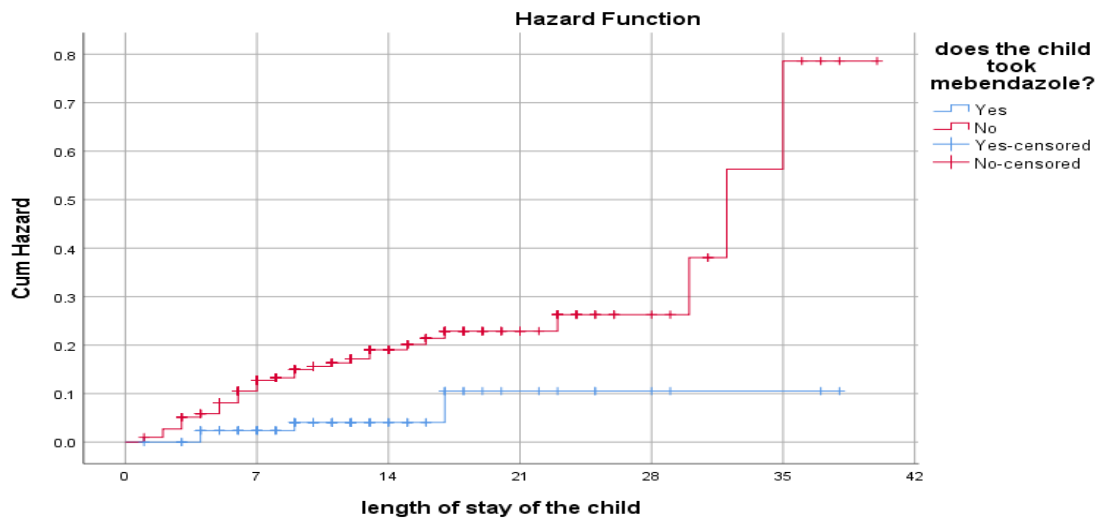 Hazard Function
0.8
0.7
0.6
0.5
0.4
0.3
0.2
0.1
0.0
Cum Hazard
0 7 14 21 28 35 42
length of stay of the child
does the child
took
mebendazole?
Yes
No
Yes-censored
No-censored